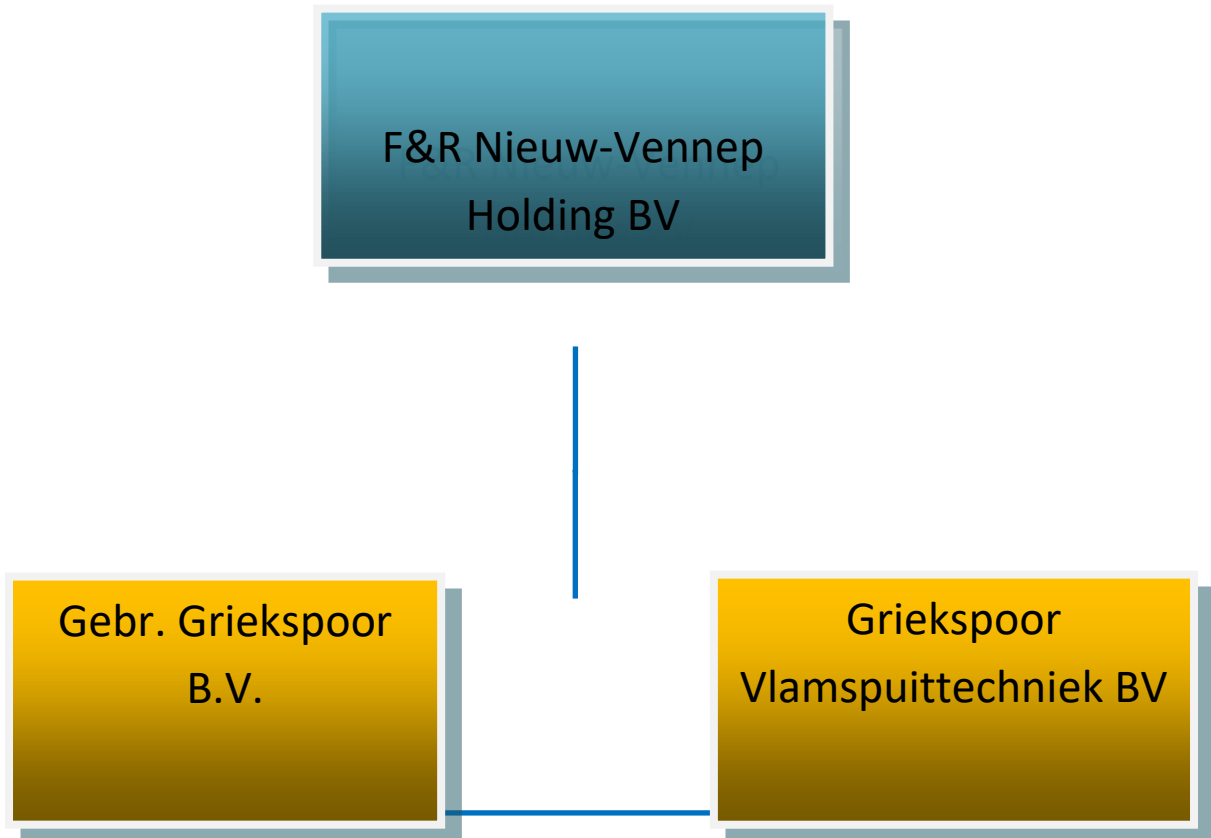 F&R Nieuw-Vennep
Holding BV
Gebr. Griekspoor
B.V.
Griekspoor
Vlamspuittechniek BV